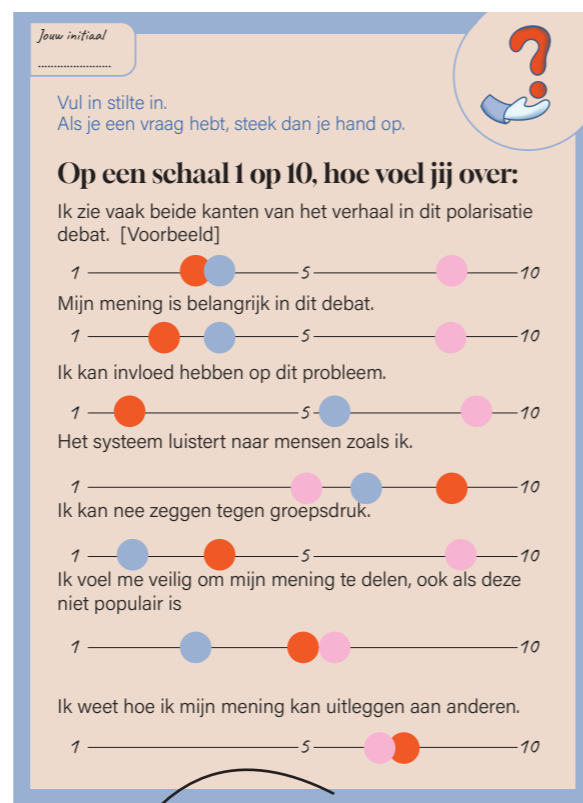 Jouw initiaal
........................
Vul in stilte in.
Als je een vraag hebt, steek dan je hand op.
Op een schaal 1 op 10, hoe voel jij over:
Ik zie vaak beide kanten van het verhaal in dit polarisatie
debat. [Voorbeeld]
1 5 10
Mijn mening is belangrijk in dit debat.
1 5 10
Ik kan invloed hebben op dit probleem.
1 5 10
Het systeem luistert naar mensen zoals ik.
1 10
Ik kan nee zeggen tegen groepsdruk.
1 5 10
Ik voel me veilig om mijn mening te delen, ook als deze
niet populair is
1 10
Ik weet hoe ik mijn mening kan uitleggen aan anderen.
1 5 10